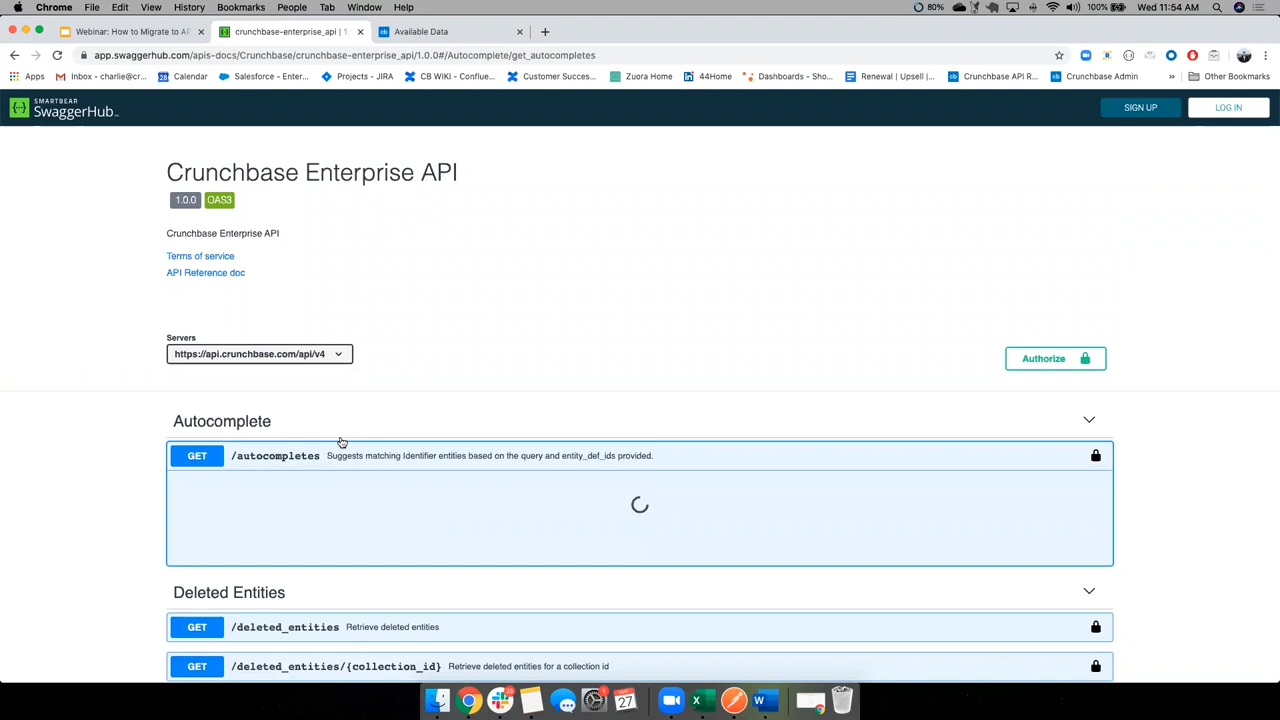 Chrome File Edit View History Bookmarks People Tab Window Help
80% 100% Wed 11:54 AM
Webinar: How to Migrate to AP
crunchbase-enterprise_api | 1.
Available Data
app.swaggerhub.com/apis-docs/Crunchbase/crunchbase-enterprise_api/1.0.0#/Autocomplete/get_autocompletes
Apps Inbox - charlie@cr... Calendar Salesforce - Enter... Projects - JIRA CB WIKI - Conflue... Customer Succes... Zuora Home 44Home Dashboards - Sho... Renewal | Upsell |... Crunchbase API R... Crunchbase Admin » Other Bookmarks
SMARTBEAR
SwaggerHub
SIGN UP
LOG IN
Crunchbase Enterprise API
1.0.0 OAS3
Crunchbase Enterprise API
Terms of service
API Reference doc
Servers
https://api.crunchbase.com/api/v4
Authorize
Autocomplete
GET /autocompletes Suggests matching Identifier entities based on the query and entity_def_ids provided.
Deleted Entities
GET /deleted_entities Retrieve deleted entities
GET /deleted_entities/{collection_id} Retrieve deleted entities for a collection id